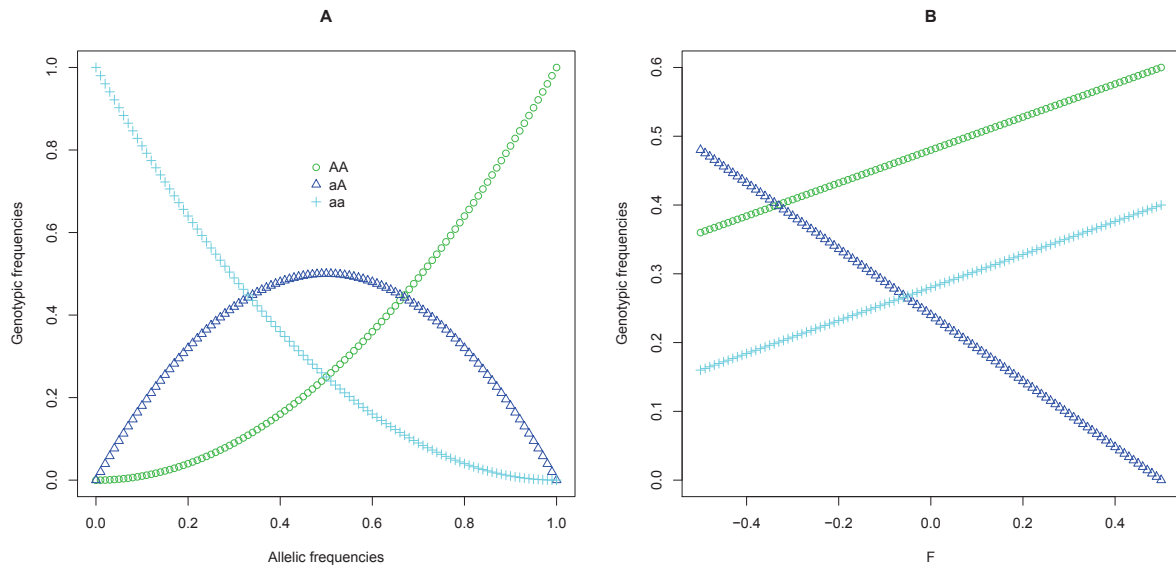 A
Genotypic frequencies
1.0
0.8
0.6
0.4
0.2
0.0
AA
aA
aa
0.0 0.2 0.4 0.6 0.8 1.0
Allelic frequencies
B
Genotypic frequencies
0.6
0.5
0.4
0.3
0.2
0.1
0.0
−0.4 −0.2 0.0 0.2 0.4
F